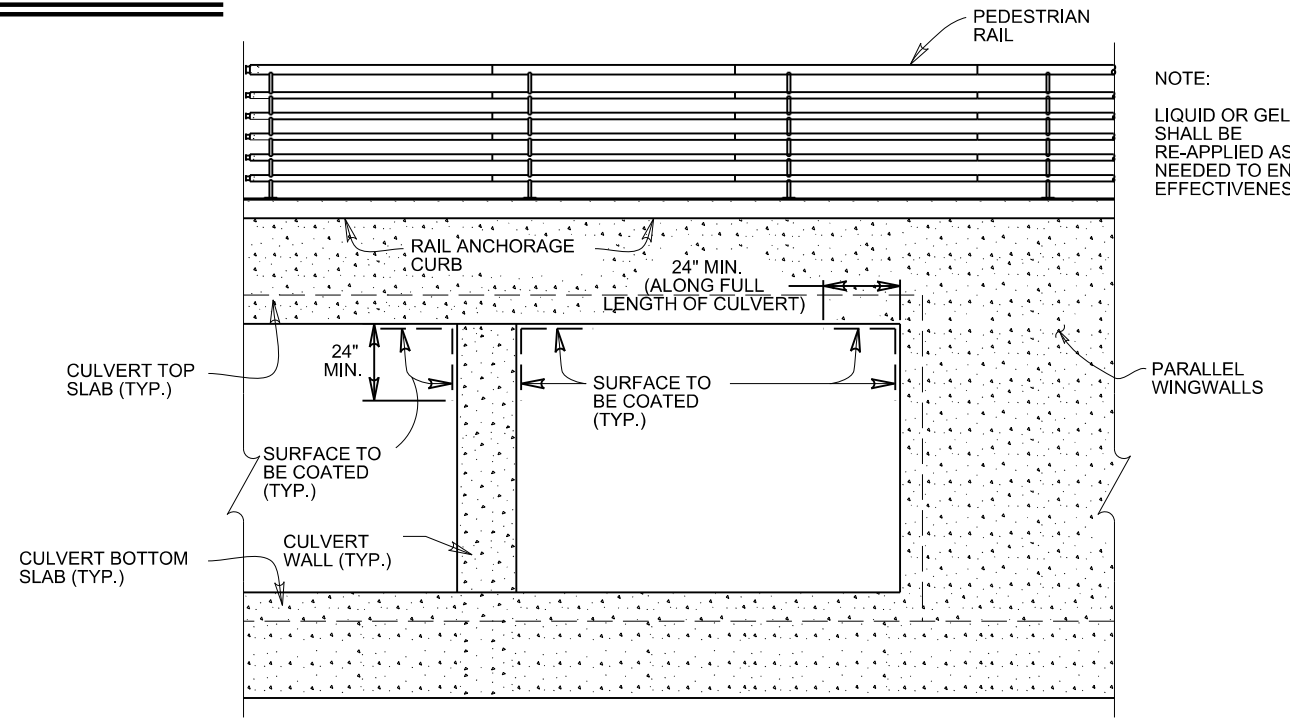 PEDESTRIAN
RAIL
NOTE:
LIQUID OR GEL
SHALL BE
RE-APPLIED AS
NEEDED TO EN
EFFECTIVENES
RAIL ANCHORAGE
CURB
24" MIN.
(ALONG FULL
LENGTH OF CULVERT)
24"
MIN.
CULVERT TOP
SLAB (TYP.)
SURFACE TO
BE COATED
(TYP.)
PARALLEL
WINGWALLS
SURFACE TO
BE COATED
(TYP.)
CULVERT
WALL (TYP.)
CULVERT BOTTOM
SLAB (TYP.)